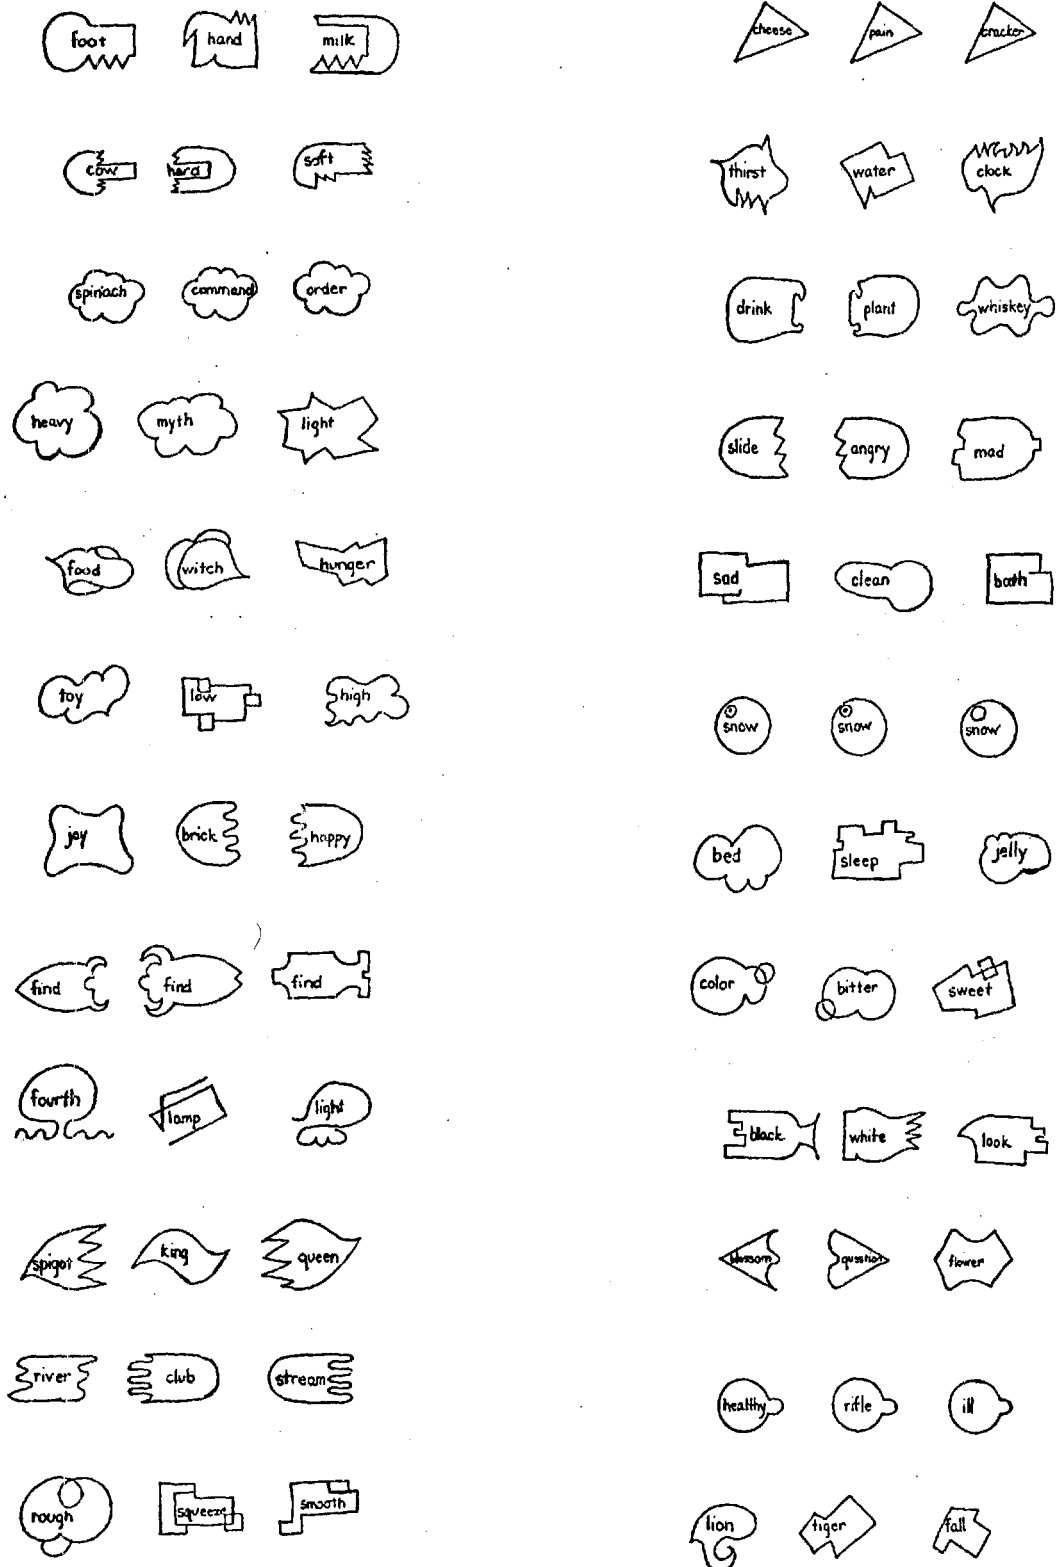 foot hand milk
cow hard soft
spinach command order
heavy myth light
food witch hunger
toy low high
joy brick happy
find find find
fourth lamp light
spigot king queen
river club stream
rough squeeze smooth
cheese pain cracker
thirst water clock
drink plant whiskey
slide angry mad
sad clean bath
snow snow snow
bed sleep jelly
color bitter sweet
black white look
blossom question flower
healthy rifle ill
lion tiger fall